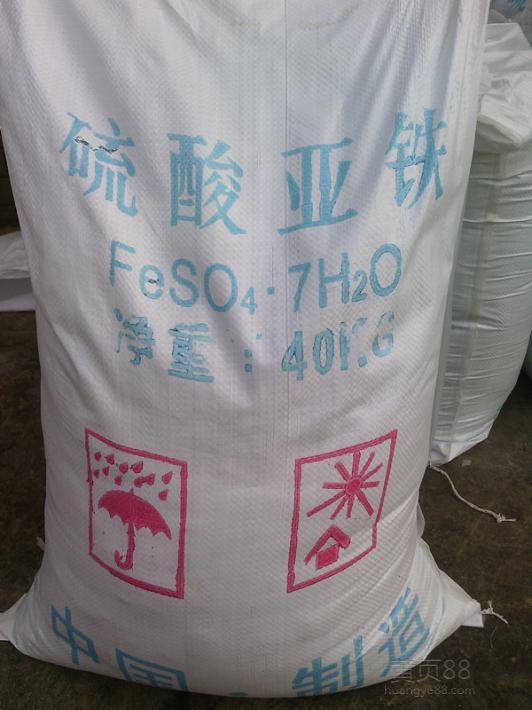 硫酸亚铁
FeSO₄·7H₂O
净重：40KG
中国·制造
黄页88
huangye88.com